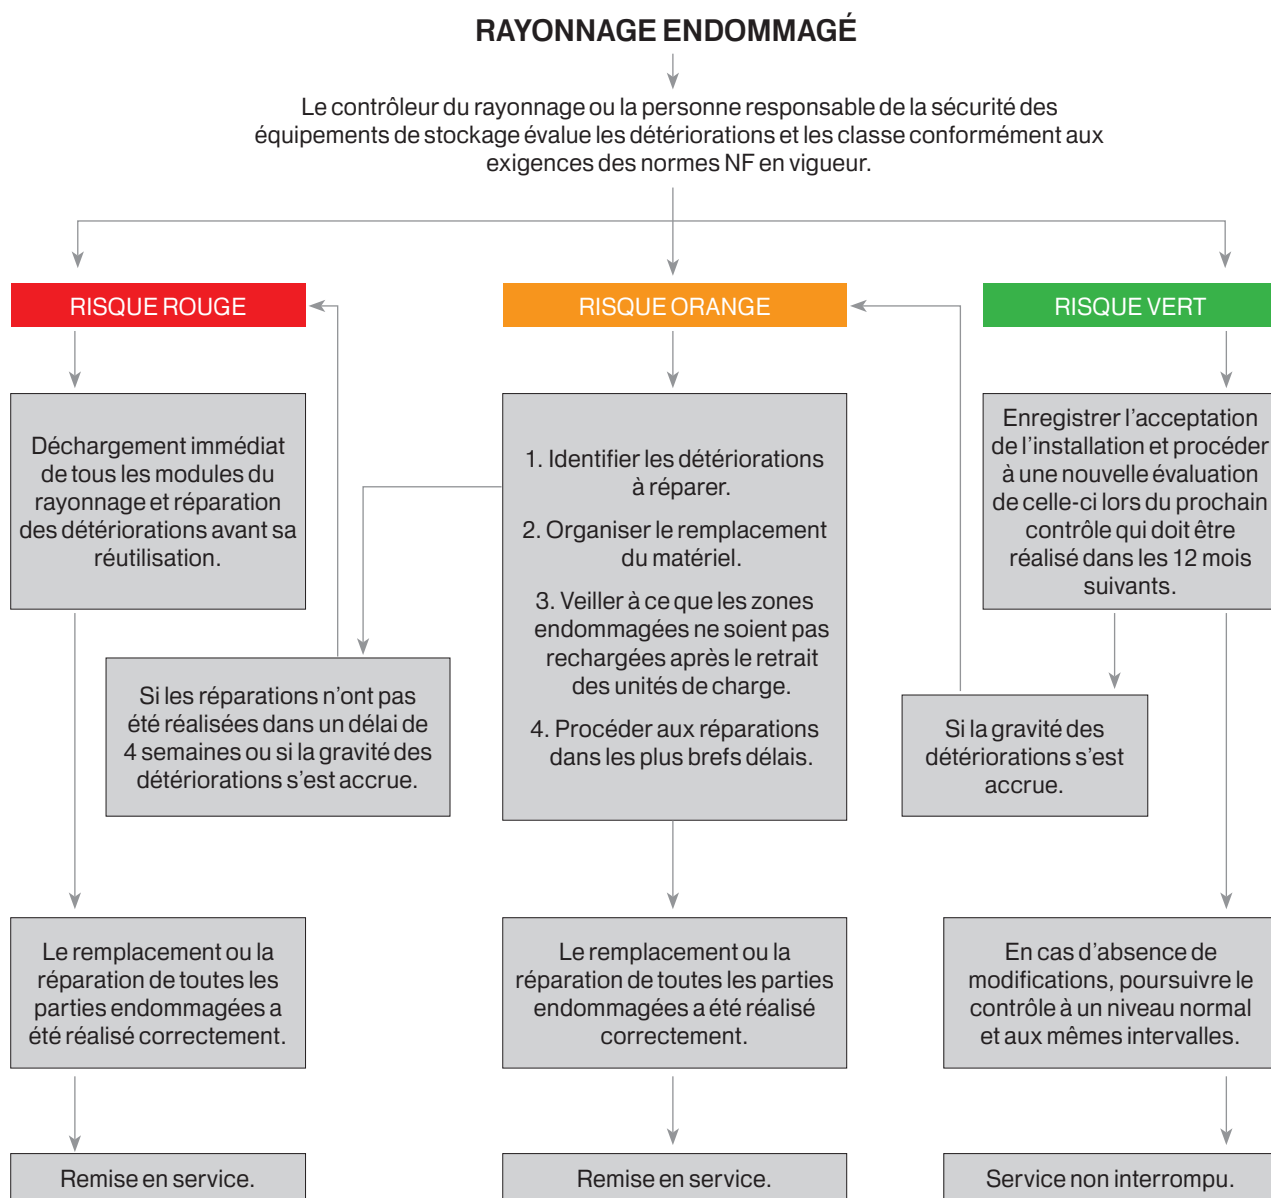 RAYONNAGE ENDOMMAGÉ
Le contrôleur du rayonnage ou la personne responsable de la sécurité des
équipements de stockage évalue les détériorations et les classe conformément aux
exigences des normes NF en vigueur.
RISQUE ROUGE
RISQUE ORANGE
RISQUE VERT
Déchargement immédiat
de tous les modules du
rayonnage et réparation
des détériorations avant sa
réutilisation.
1. Identifier les détériorations
à réparer.
2. Organiser le remplacement
du matériel.
3. Veiller à ce que les zones
endommagées ne soient pas
rechargées après le retrait
des unités de charge.
4. Procéder aux réparations
dans les plus brefs délais.
Enregistrer l’acceptation
de l’installation et procéder
à une nouvelle évaluation
de celle-ci lors du prochain
contrôle qui doit être
réalisé dans les 12 mois
suivants.
Si les réparations n’ont pas
été réalisées dans un délai de
4 semaines ou si la gravité des
détériorations s’est accrue.
Si la gravité des
détériorations s’est
accrue.
Le remplacement ou la
réparation de toutes les
parties endommagées a
été réalisé correctement.
Le remplacement ou la
réparation de toutes les parties
endommagées a été réalisé
correctement.
En cas d’absence de
modifications, poursuivre le
contrôle à un niveau normal
et aux mêmes intervalles.
Remise en service.
Remise en service.
Service non interrompu.